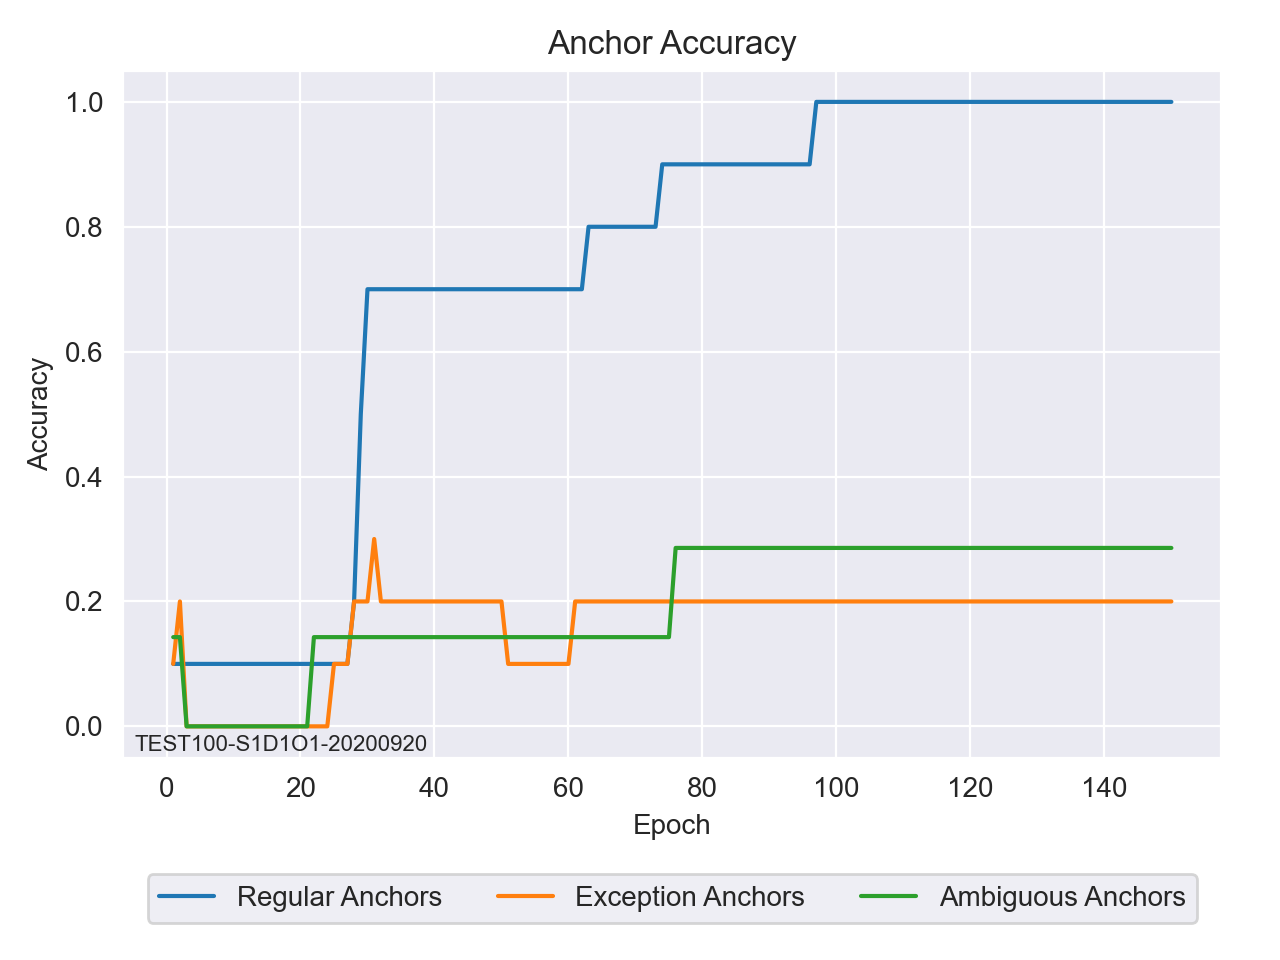 Anchor Accuracy
1.0
0.8
0.6
0.4
0.2
0.0
Accuracy
TEST100-S1D1O1-20200920
0 20 40 60 80 100 120 140
Epoch
Regular Anchors Exception Anchors Ambiguous Anchors